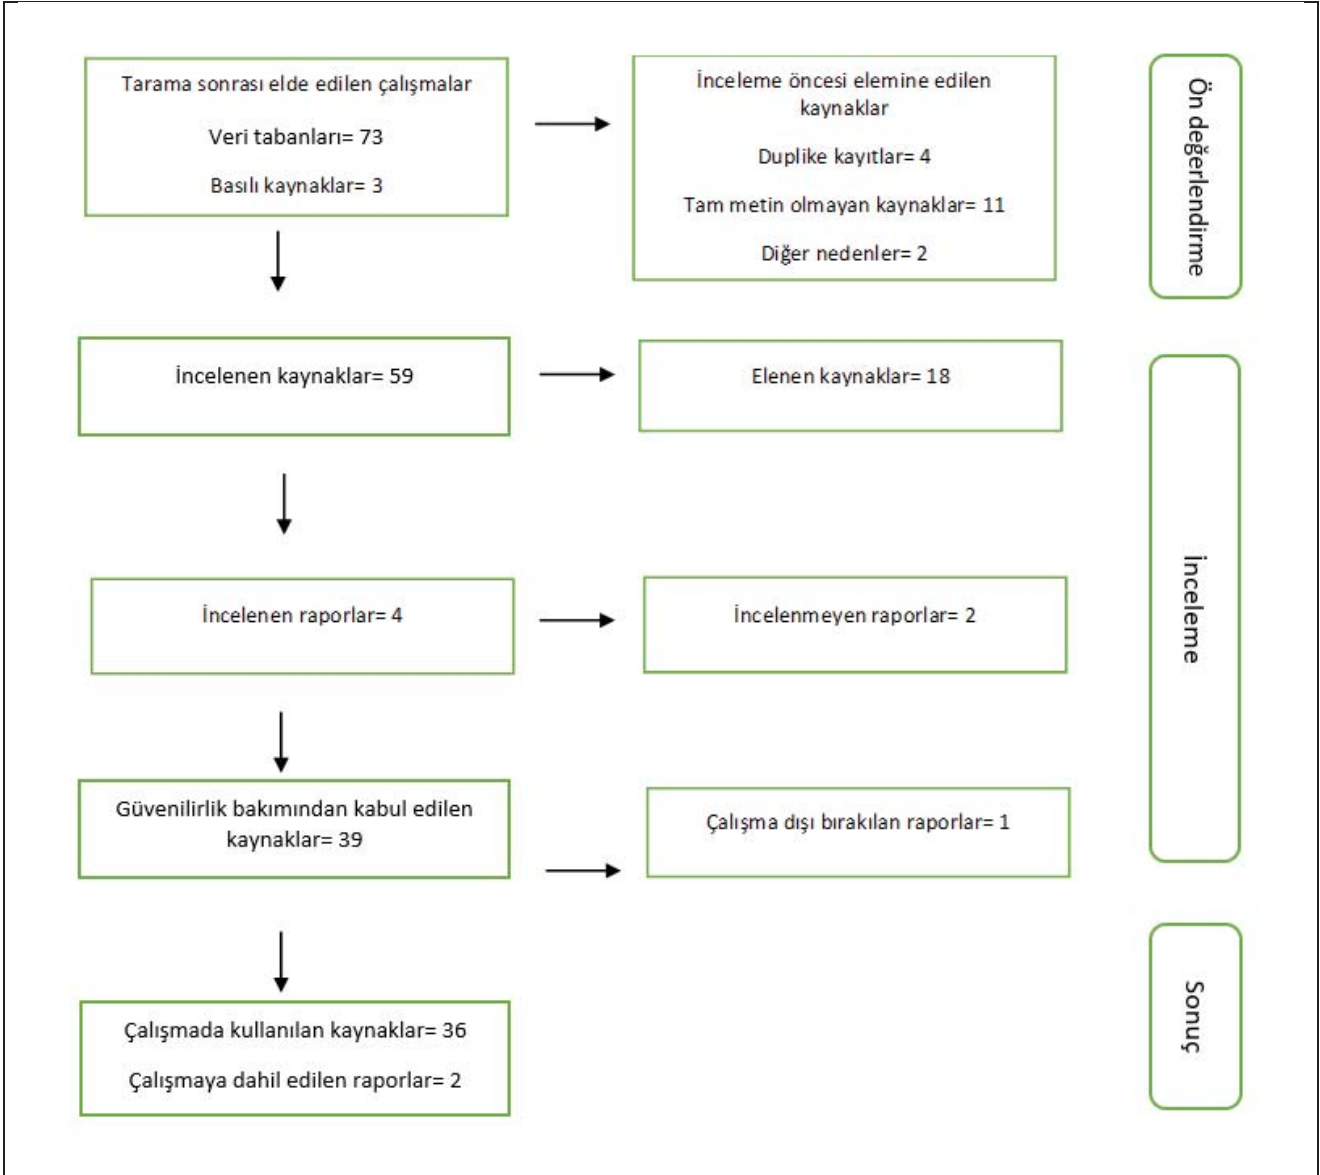 Tarama sonrası elde edilen çalışmalar
Veri tabanları= 73
Basılı kaynaklar= 3
İnceleme öncesi elemine edilen
kaynaklar
Duplike kayıtlar= 4
Tam metin olmayan kaynaklar= 11
Diğer nedenler= 2
Ön değerlendirme
İncelenen kaynaklar= 59
Elenen kaynaklar= 18
İncelenen raporlar= 4
İncelenmeyen raporlar= 2
İnceleme
Güvenilirlik bakımından kabul edilen
kaynaklar= 39
Çalışma dışı bırakılan raporlar= 1
Çalışmada kullanılan kaynaklar= 36
Çalışmaya dahil edilen raporlar= 2
Sonuç